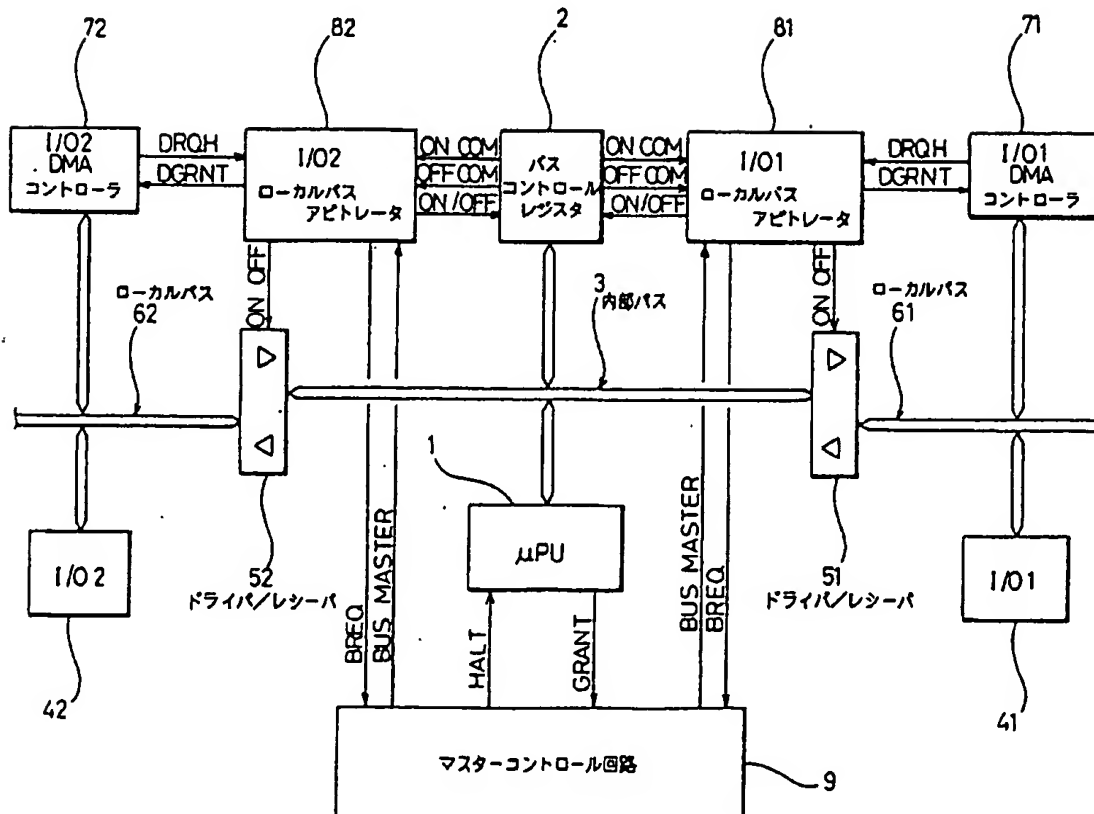 72
82
2
81
71
I/O2
DMA
コントローラ
DRQH
DGRNT
I/O2
ローカルバス
アビトレータ
ON COM
OFF COM
ON/OFF
バス
コントロール
レジスタ
ON COM
OFF COM
ON/OFF
I/O1
ローカルバス
アビトレータ
DRQH
DGRNT
I/O1
DMA
コントローラ
ローカルバス
62
ON OFF
3
内部バス
ON OFF
ローカルバス
61
1
μPU
I/O2
52
ドライバ/レシーバ
51
ドライバ/レシーバ
I/O1
42
BREQ
BUS MASTER
HALT
GRANT
BUS MASTER
BREQ
41
マスターコントロール回路
9